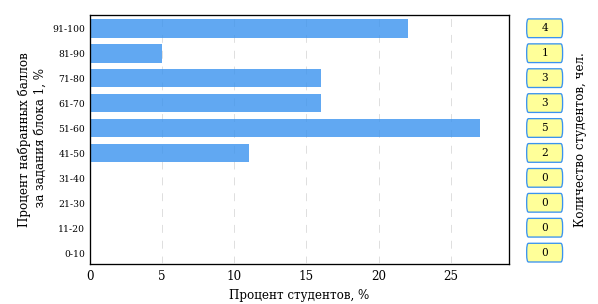 Процент набранных баллов
за задания блока 1, %
91-100 4
81-90 1
71-80 3
61-70 3
51-60 5
41-50 2
31-40 0
21-30 0
11-20 0
0-10 0
0 5 10 15 20 25
Процент студентов, %
Количество студентов, чел.